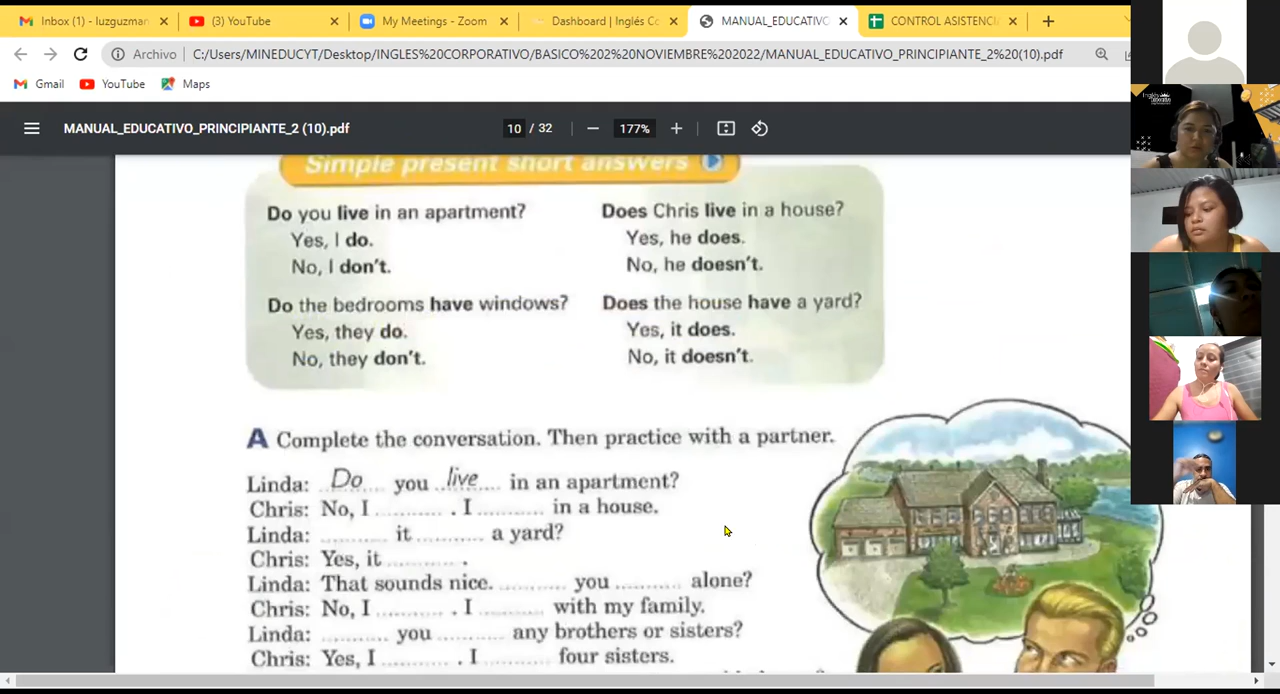 Inbox (1) - luzguzman
(3) YouTube
My Meetings - Zoom
Dashboard | Inglés Co
MANUAL_EDUCATIVO
CONTROL ASISTENCI
Archivo
C:/Users/MINEDUCYT/Desktop/INGLES%20CORPORATIVO/BASICO%202%20NOVIEMBRE%202022/MANUAL_EDUCATIVO_PRINCIPIANTE_2%20(10).pdf
Gmail
YouTube
Maps
MANUAL_EDUCATIVO_PRINCIPIANTE_2 (10).pdf
10 / 32
177%
Simple present short answers
Do you live in an apartment?
Yes, I do.
No, I don't.
Do the bedrooms have windows?
Yes, they do.
No, they don't.
Does Chris live in a house?
Yes, he does.
No, he doesn't.
Does the house have a yard?
Yes, it does.
No, it doesn't.
A Complete the conversation. Then practice with a partner.
Linda: Do you live in an apartment?
Chris: No, I .......... . I .......... in a house.
Linda: .......... it .......... a yard?
Chris: Yes, it .......... .
Linda: That sounds nice. .......... you .......... alone?
Chris: No, I .......... . I .......... with my family.
Linda: .......... you .......... any brothers or sisters?
Chris: Yes, I .......... . I .......... four sisters.